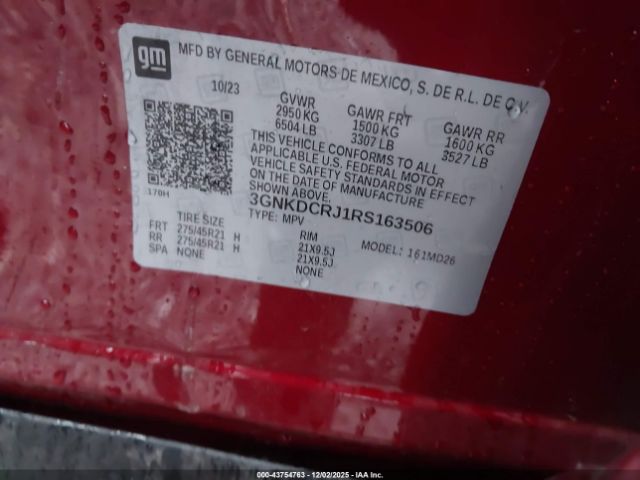 gm
MFD BY GENERAL MOTORS DE MEXICO, S. DE R.L. DE C.V.
10/23
GVWR
2950 KG
6504 LB
GAWR FRT
1500 KG
3307 LB
GAWR RR
1600 KG
3527 LB
THIS VEHICLE CONFORMS TO ALL
APPLICABLE U.S. FEDERAL MOTOR
VEHICLE SAFETY STANDARDS IN EFFECT
ON THE DATE OF MANUFACTURE
SHOWN ABOVE.
3GNKDCRJ1RS163506
170H
TYPE: MPV
MODEL: 161MD26
TIRE SIZE
FRT 275/45R21 H
RR 275/45R21 H
SPA NONE
RIM
21X9.5J
21X9.5J
NONE
000-43754763 - 12/02/2025 - IAA Inc.